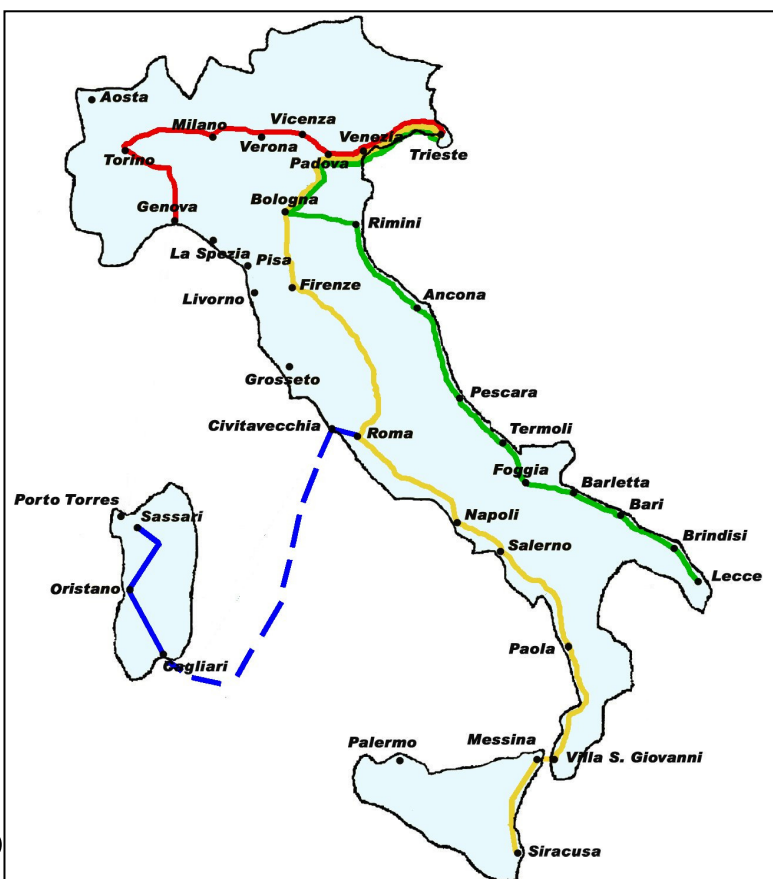 Aosta
Milano
Vicenza
Venezia
Verona
Torino
Padova
Trieste
Genova
Bologna
Rimini
La Spezia
Pisa
Livorno
Firenze
Ancona
Grosseto
Pescara
Civitavecchia
Roma
Termoli
Foggia
Barletta
Porto Torres
Sassari
Napoli
Bari
Salerno
Brindisi
Oristano
Lecce
Paola
Cagliari
Palermo
Messina
Villa S. Giovanni
Siracusa
)